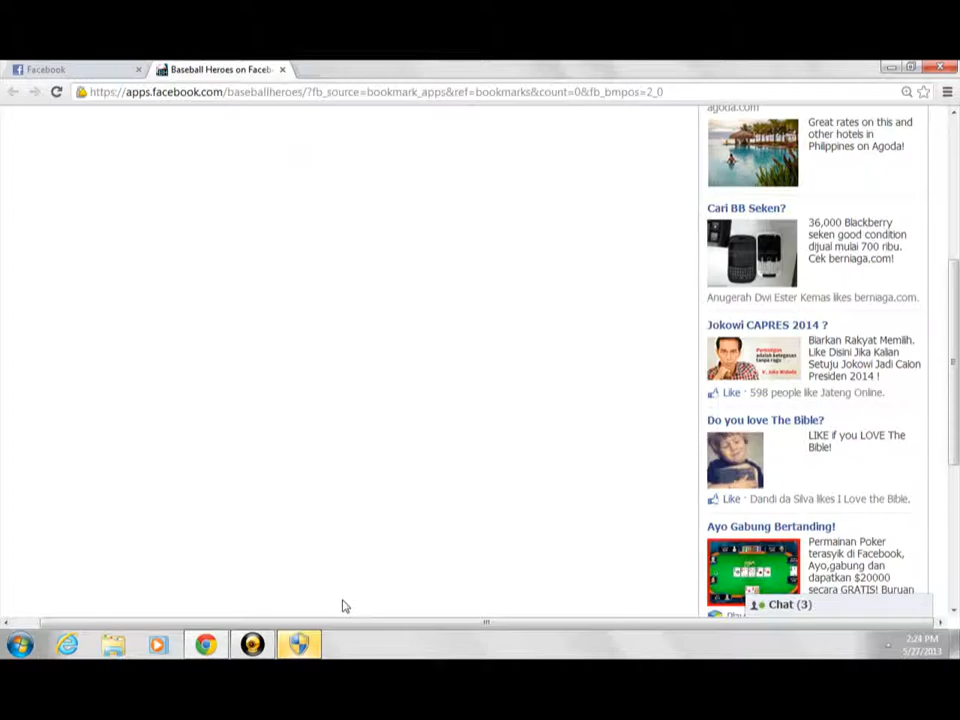 Facebook
Baseball Heroes on Faceb
https://apps.facebook.com/baseballheroes/?fb_source=bookmark_apps&ref=bookmarks&count=0&fb_bmpos=2_0
agoda.com
Great rates on this and
other hotels in
Philippines on Agoda!
Cari BB Seken?
36,000 Blackberry
seken good condition
dijual mulai 700 ribu.
Cek berniaga.com!
Anugerah Dwi Ester Kemas likes berniaga.com.
Jokowi CAPRES 2014 ?
Biarkan Rakyat Memilih.
Like Disini Jika Kalan
Setuju Jokowi Jadi Calon
Presiden 2014 !
Like · 598 people like Jateng Online.
Do you love The Bible?
LIKE if you LOVE The
Bible!
Like · Dandi da Silva likes I Love the Bible.
Ayo Gabung Bertanding!
Permainan Poker
terasyik di Facebook,
Ayo,gabung dan
dapatkan $20000
secara GRATIS! Buruan
Chat (3)
2:24 PM
5/27/2013